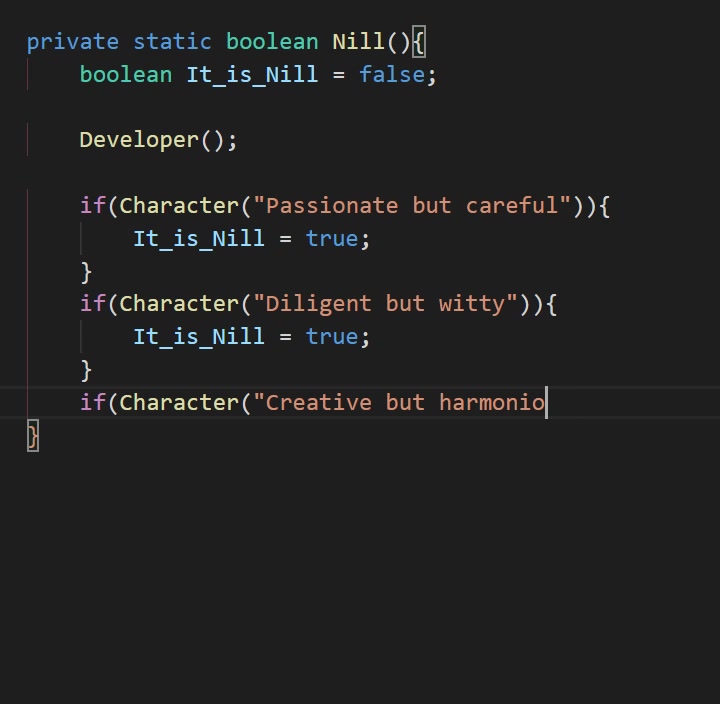 private static boolean Nill(){
    boolean It_is_Nill = false;

    Developer();

    if(Character("Passionate but careful")){
        It_is_Nill = true;
    }
    if(Character("Diligent but witty")){
        It_is_Nill = true;
    }
    if(Character("Creative but harmonio
}